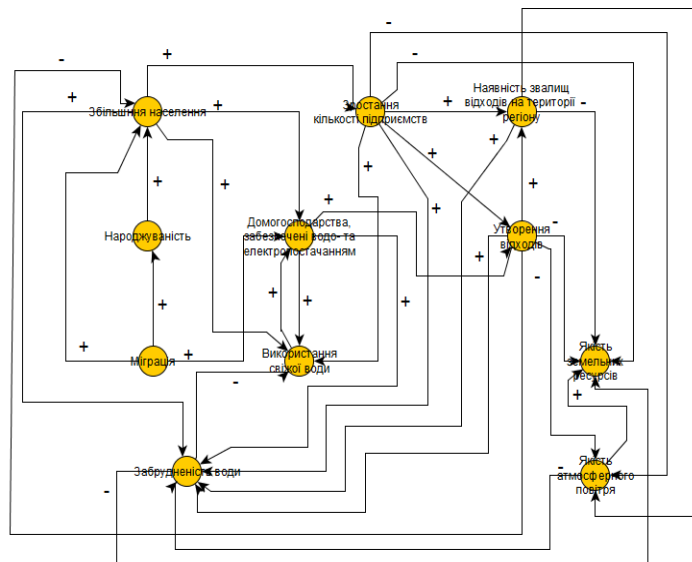 Збільшння населення
Зростання
кількості підприємств
Наявність звалищ
відходів на території
регіону
Народжуваність
Домогосподарства,
забезпечені водо- та
електропостачанням
Утворення
відходів
Міграція
Використання
свіжої води
Якість
земельних
ресурсів
Забрудненість води
Якість
атмосферного
повітря